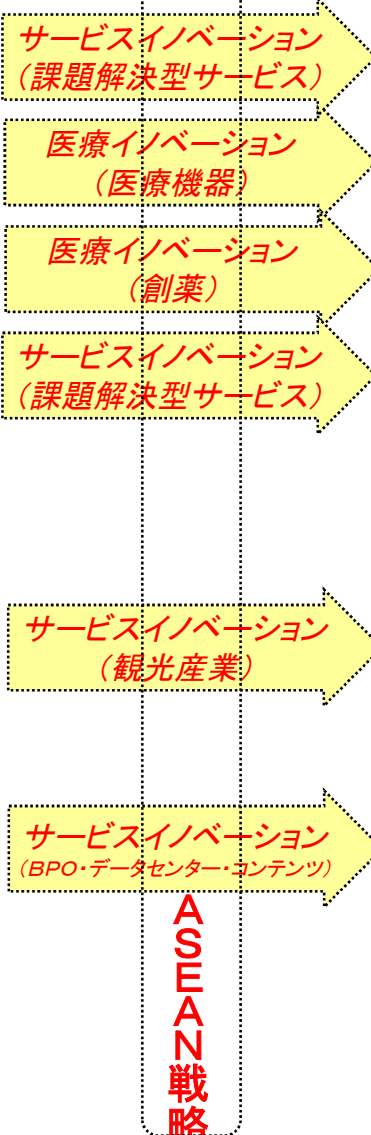 サービスイノベーション
（課題解決型サービス）
医療イノベーション
（医療機器）
医療イノベーション
（創薬）
サービスイノベーション
（課題解決型サービス）
サービスイノベーション
（観光産業）
サービスイノベーション
（BPO・データセンター・コンテンツ）
ASEAN戦略